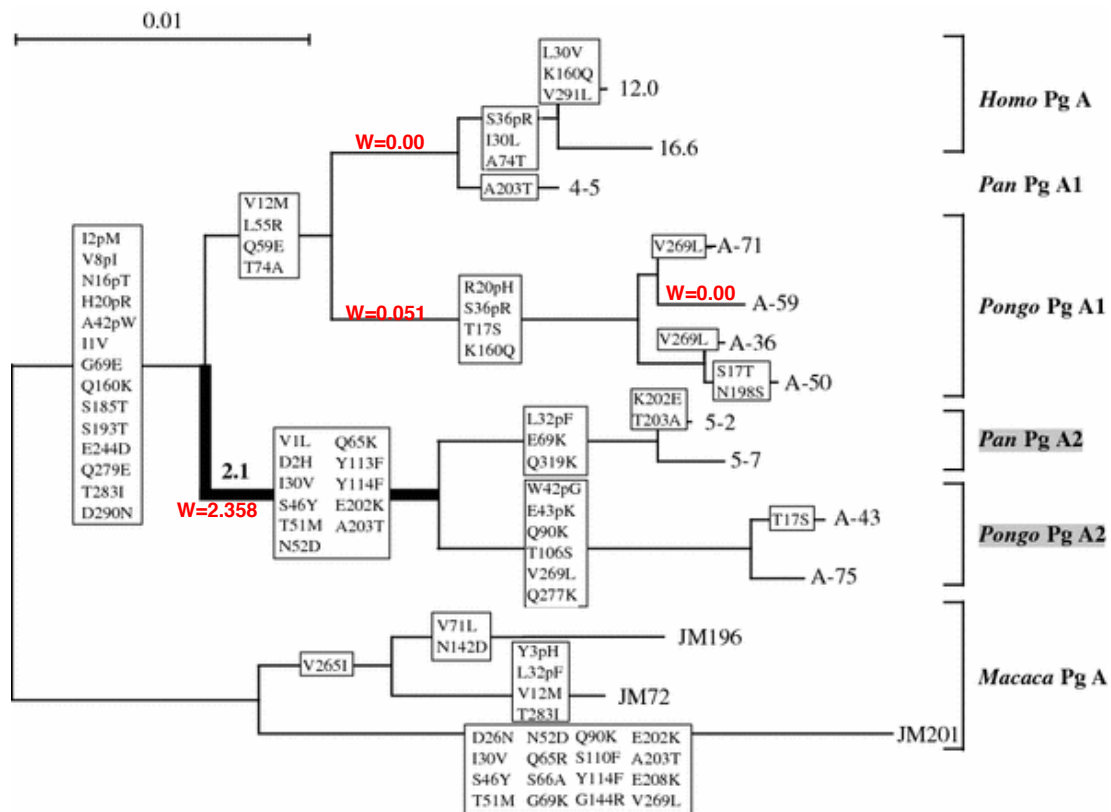 0.01
L30V
K160Q
V291L
12.0
Homo Pg A
S36pR
I30L
A74T
W=0.00
16.6
A203T
4-5
Pan Pg A1
V12M
L55R
Q59E
T74A
I2pM
V8pI
N16pT
H20pR
A42pW
I1V
G69E
Q160K
S185T
S193T
E244D
Q279E
T283I
D290N
V269L
A-71
W=0.00
A-59
R20pH
S36pR
T17S
K160Q
W=0.051
Pongo Pg A1
V269L
A-36
S17T
N198S
A-50
K202E
T203A
5-2
L32pF
E69K
Q319K
5-7
Pan Pg A2
2.1
W=2.358
V1L Q65K
D2H Y113F
I30V Y114F
S46Y E202K
T51M A203T
N52D
W42pG
E43pK
Q90K
T106S
V269L
Q277K
T17S
A-43
A-75
Pongo Pg A2
V71L
N142D
JM196
V265I
Y3pH
L32pF
V12M
T283I
JM72
Macaca Pg A
JM201
D26N N52D Q90K E202K
I30V Q65R S110F A203T
S46Y S66A Y114F E208K
T51M G69K G144R V269L